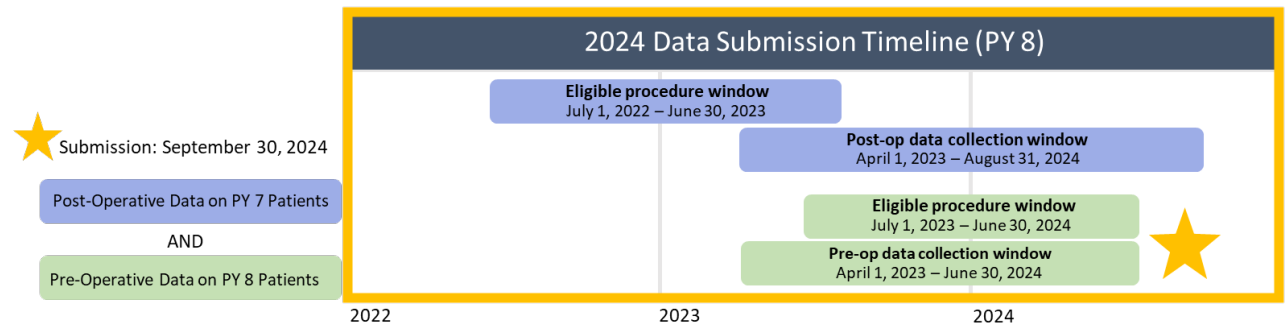 2024 Data Submission Timeline (PY 8)
Eligible procedure window
July 1, 2022 – June 30, 2023
Post-op data collection window
April 1, 2023 – August 31, 2024
Submission: September 30, 2024
Post-Operative Data on PY 7 Patients
AND
Pre-Operative Data on PY 8 Patients
Eligible procedure window
July 1, 2023 – June 30, 2024
Pre-op data collection window
April 1, 2023 – June 30, 2024
2022
2023
2024